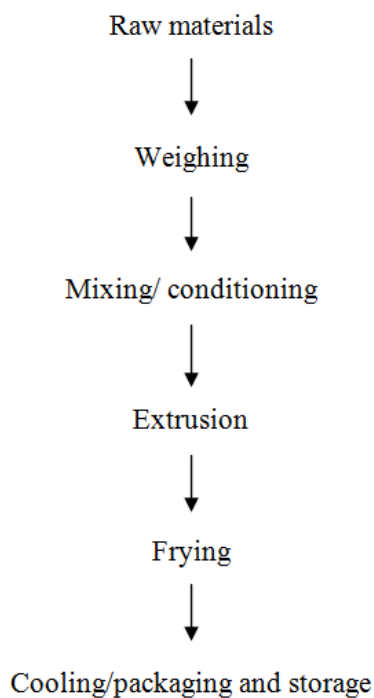 Raw materials
Weighing
Mixing/ conditioning
Extrusion
Frying
Cooling/packaging and storage